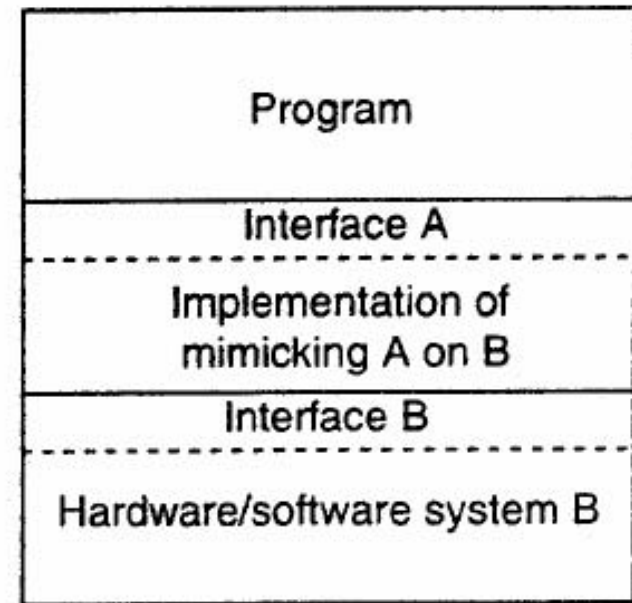 Program
Interface A
Implementation of
mimicking A on B
Interface B
Hardware/software system B